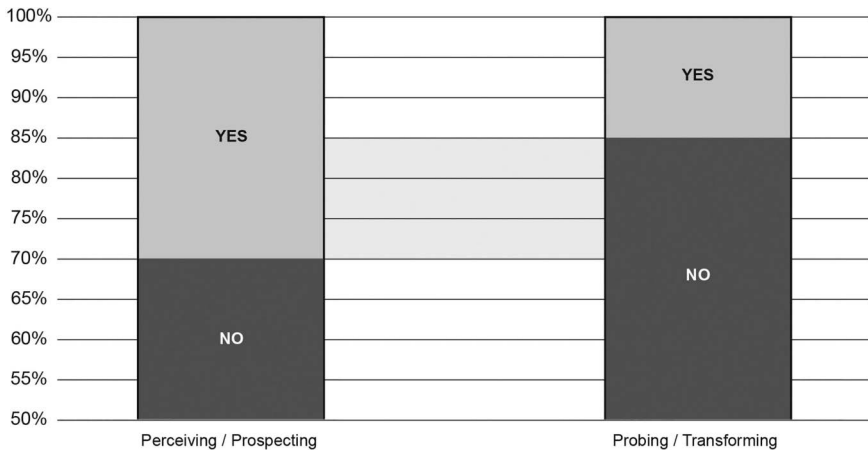 100%
95%
90%
85%
80%
75%
70%
65%
60%
55%
50%
YES
NO
YES
NO
Perceiving / Prospecting
Probing / Transforming